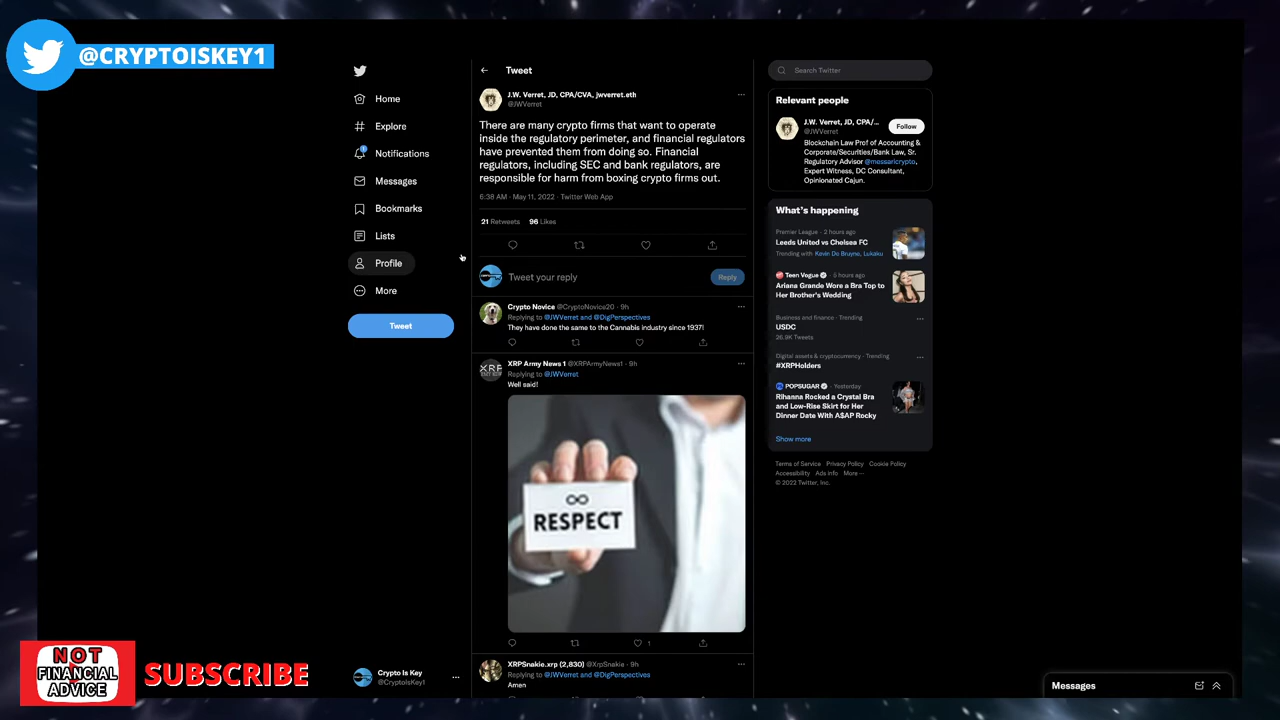 @CRYPTOISKEY1
Home
Explore
Notifications
Messages
Bookmarks
Lists
Profile
More
Tweet
Crypto Is Key
@CryptoIsKey1
NOT
FINANCIAL
ADVICE
SUBSCRIBE
Tweet
J.W. Verret, JD, CPA/CVA, jwverret.eth
@JWVerret
There are many crypto firms that want to operate
inside the regulatory perimeter, and financial regulators
have prevented them from doing so. Financial
regulators, including SEC and bank regulators, are
responsible for harm from boxing crypto firms out.
6:38 AM · May 11, 2022 · Twitter Web App
21 Retweets 96 Likes
Tweet your reply
Reply
Crypto Novice @CryptoNovice20 · 9h
Replying to @JWVerret and @DigPerspectives
They have done the same to the Cannabis industry since 1937!
XRP Army News 1 @XRPArmyNews1 · 9h
Replying to @JWVerret
Well said!
RESPECT
1
XRPSnakie.xrp (2,830) @XrpSnakie · 9h
Replying to @JWVerret and @DigPerspectives
Amen
Search Twitter
Relevant people
J.W. Verret, JD, CPA/...
@JWVerret
Follow
Blockchain Law Prof of Accounting &
Corporate/Securities/Bank Law, Sr.
Regulatory Advisor @messaricrypto,
Expert Witness, DC Consultant,
Opinionated Cajun.
What's happening
Premier League · 2 hours ago
Leeds United vs Chelsea FC
Trending with Kevin De Bruyne, Lukaku
Teen Vogue · 5 hours ago
Ariana Grande Wore a Bra Top to
Her Brother's Wedding
Business and finance · Trending
USDC
26.9K Tweets
Digital assets & cryptocurrency · Trending
#XRPHolders
POPSUGAR · Yesterday
Rihanna Rocked a Crystal Bra
and Low-Rise Skirt for Her
Dinner Date With A$AP Rocky
Show more
Terms of Service Privacy Policy Cookie Policy
Accessibility Ads info More ...
© 2022 Twitter, Inc.
Messages